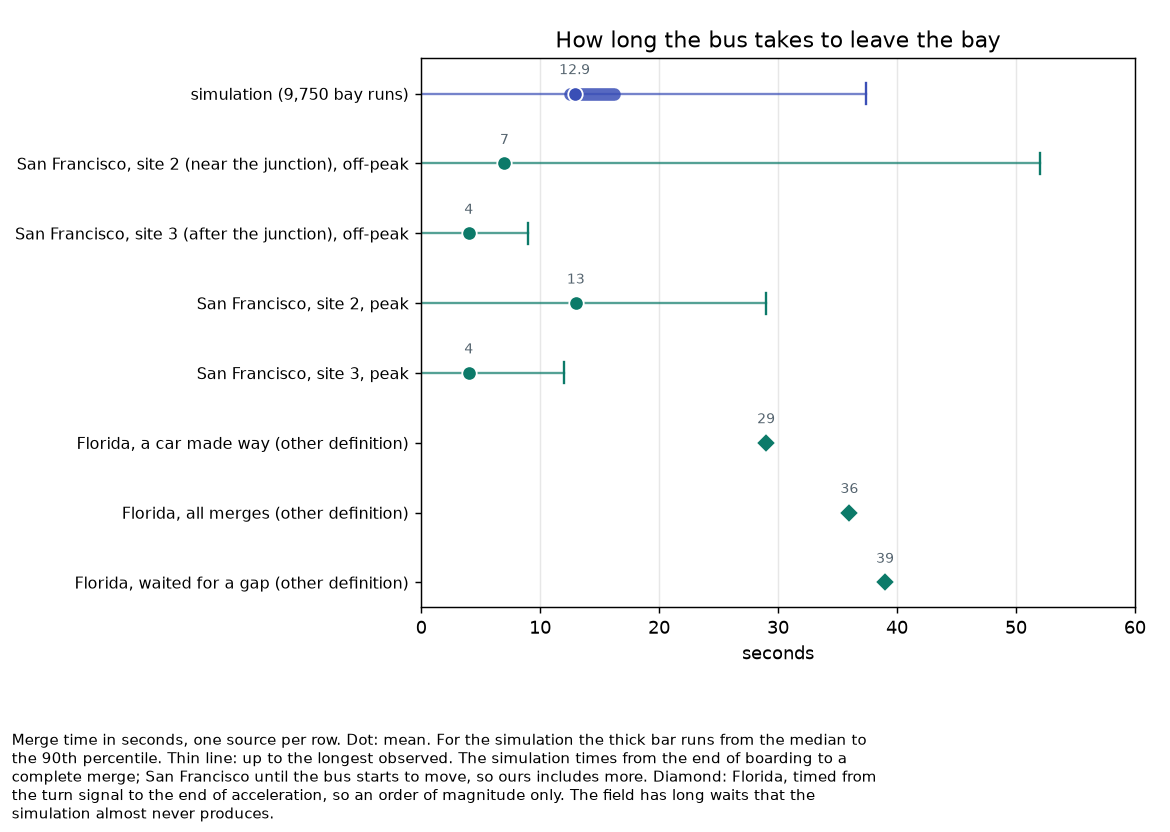 How long the bus takes to leave the bay
simulation (9,750 bay runs)
12.9
San Francisco, site 2 (near the junction), off-peak
7
San Francisco, site 3 (after the junction), off-peak
4
San Francisco, site 2, peak
13
San Francisco, site 3, peak
4
Florida, a car made way (other definition)
29
Florida, all merges (other definition)
36
Florida, waited for a gap (other definition)
39
0 10 20 30 40 50 60
seconds
Merge time in seconds, one source per row. Dot: mean. For the simulation the thick bar runs from the median to
the 90th percentile. Thin line: up to the longest observed. The simulation times from the end of boarding to a
complete merge; San Francisco until the bus starts to move, so ours includes more. Diamond: Florida, timed from
the turn signal to the end of acceleration, so an order of magnitude only. The field has long waits that the
simulation almost never produces.